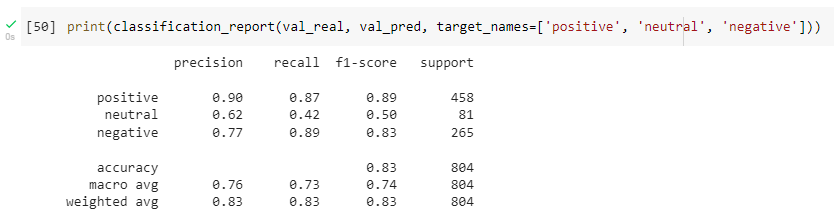 [50] print(classification_report(val_real, val_pred, target_names=['positive', 'neutral', 'negative']))
0s
precision recall f1-score support
positive 0.90 0.87 0.89 458
neutral 0.62 0.42 0.50 81
negative 0.77 0.89 0.83 265
accuracy 0.83 804
macro avg 0.76 0.73 0.74 804
weighted avg 0.83 0.83 0.83 804